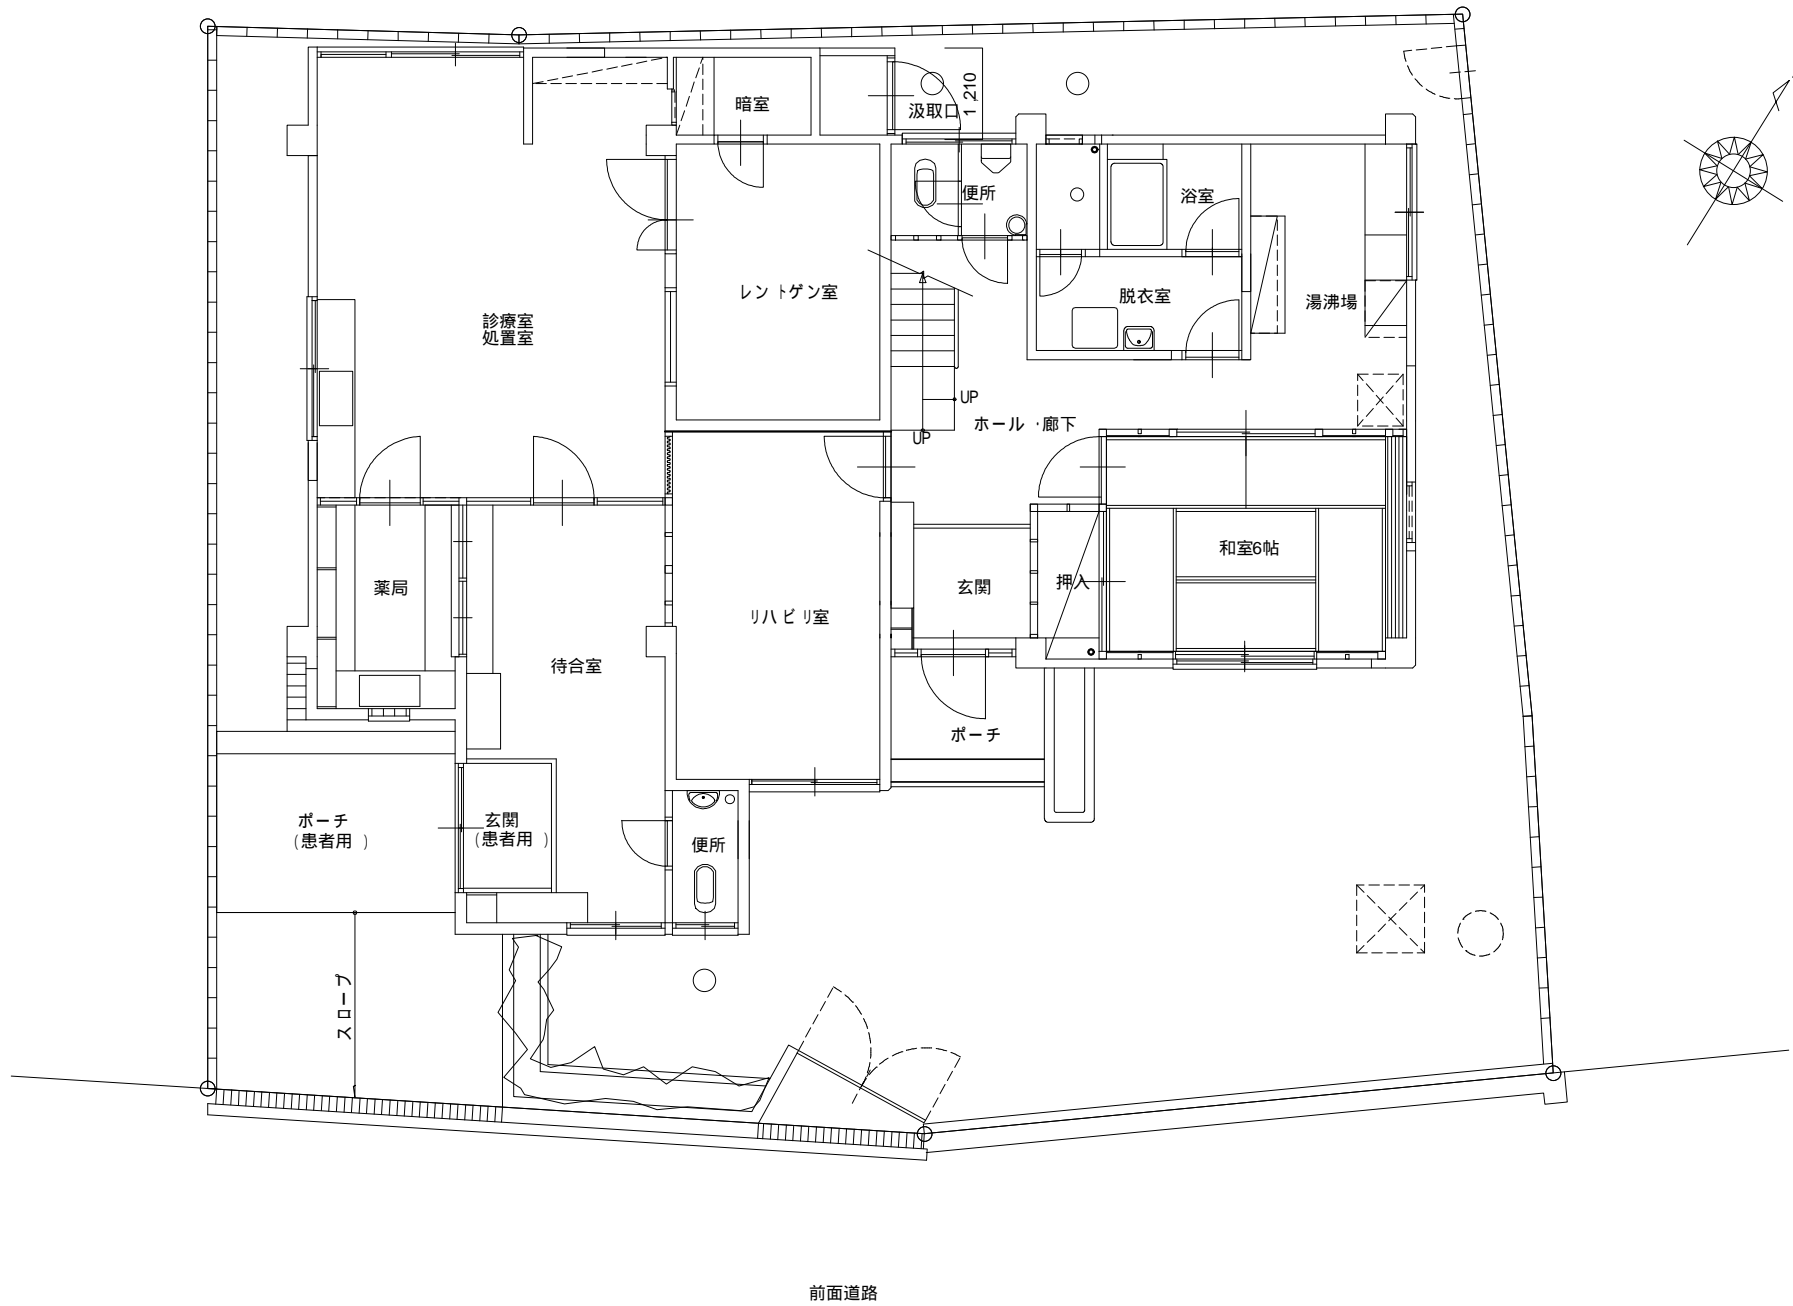 暗室
汲取口
1,210
便所
浴室
レントゲン室
脱衣室
湯沸場
診療室
処置室
UP
UP
ホール・廊下
和室6帖
薬局
玄関
押入
リハビリ室
待合室
ポーチ
ポーチ
(患者用)
玄関
(患者用)
便所
スロープ
前面道路